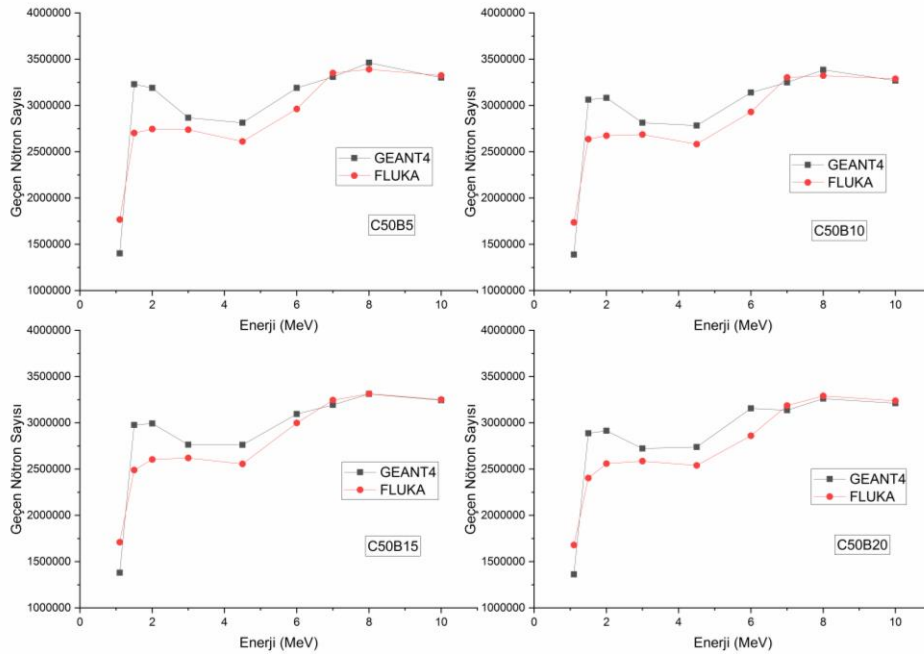 4000000
3500000
3000000
2500000
2000000
1500000
1000000
0 2 4 6 8 10
Geçen Nötron Sayısı
Enerji (MeV)
GEANT4
FLUKA
C50B5
4000000
3500000
3000000
2500000
2000000
1500000
1000000
0 2 4 6 8 10
Geçen Nötron Sayısı
Enerji (MeV)
GEANT4
FLUKA
C50B10
4000000
3500000
3000000
2500000
2000000
1500000
1000000
0 2 4 6 8 10
Geçen Nötron Sayısı
Enerji (MeV)
GEANT4
FLUKA
C50B15
4000000
3500000
3000000
2500000
2000000
1500000
1000000
0 2 4 6 8 10
Geçen Nötron Sayısı
Enerji (MeV)
GEANT4
FLUKA
C50B20